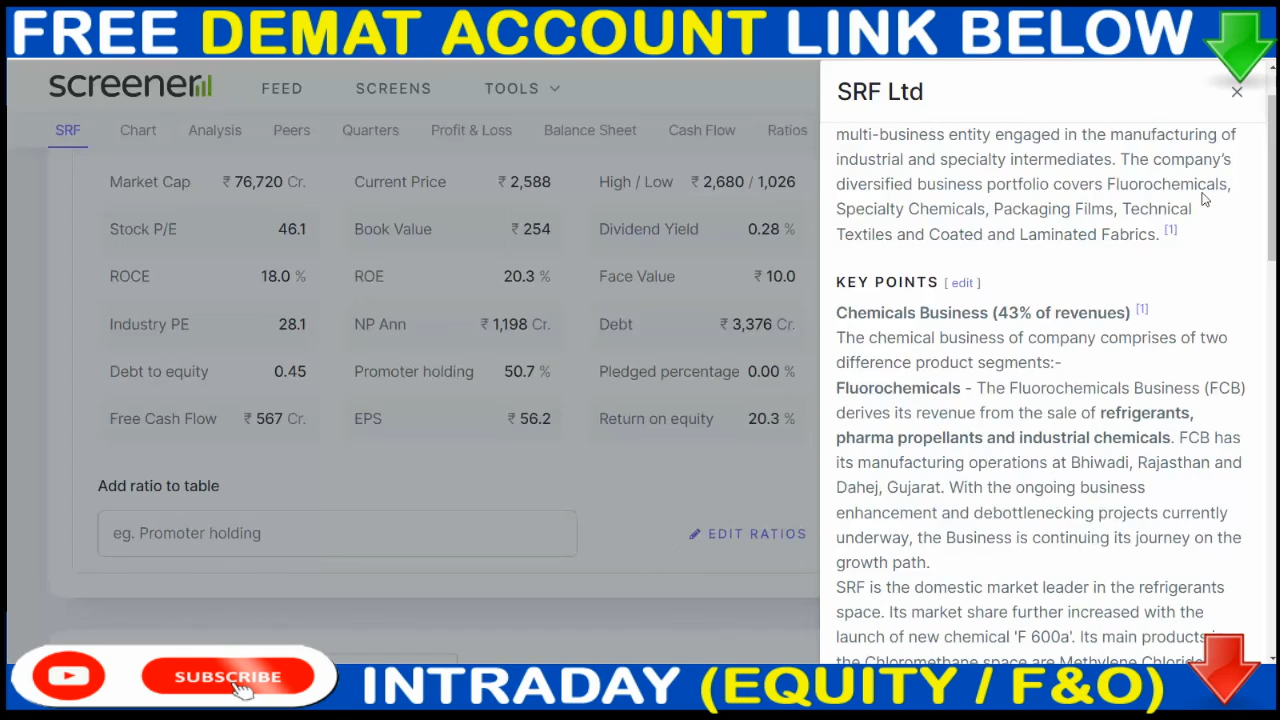 FREE DEMAT ACCOUNT LINK BELOW
screener
FEED SCREENS TOOLS
SRF Chart Analysis Peers Quarters Profit & Loss Balance Sheet Cash Flow Ratios
Market Cap ₹ 76,720 Cr. Current Price ₹ 2,588 High / Low ₹ 2,680 / 1,026
Stock P/E 46.1 Book Value ₹ 254 Dividend Yield 0.28 %
ROCE 18.0 % ROE 20.3 % Face Value ₹ 10.0
Industry PE 28.1 NP Ann ₹ 1,198 Cr. Debt ₹ 3,376 Cr.
Debt to equity 0.45 Promoter holding 50.7 % Pledged percentage 0.00 %
Free Cash Flow ₹ 567 Cr. EPS ₹ 56.2 Return on equity 20.3 %
Add ratio to table
eg. Promoter holding
EDIT RATIOS
SRF Ltd
multi-business entity engaged in the manufacturing of
industrial and specialty intermediates. The company's
diversified business portfolio covers Fluorochemicals,
Specialty Chemicals, Packaging Films, Technical
Textiles and Coated and Laminated Fabrics. [1]
KEY POINTS [ edit ]
Chemicals Business (43% of revenues) [1]
The chemical business of company comprises of two
difference product segments:-
Fluorochemicals - The Fluorochemicals Business (FCB)
derives its revenue from the sale of refrigerants,
pharma propellants and industrial chemicals. FCB has
its manufacturing operations at Bhiwadi, Rajasthan and
Dahej, Gujarat. With the ongoing business
enhancement and debottlenecking projects currently
underway, the Business is continuing its journey on the
growth path.
SRF is the domestic market leader in the refrigerants
space. Its market share further increased with the
launch of new chemical 'F 600a'. Its main products
the Chloromethane space are Methylene Chloride
SUBSCRIBE
INTRADAY (EQUITY / F&O)